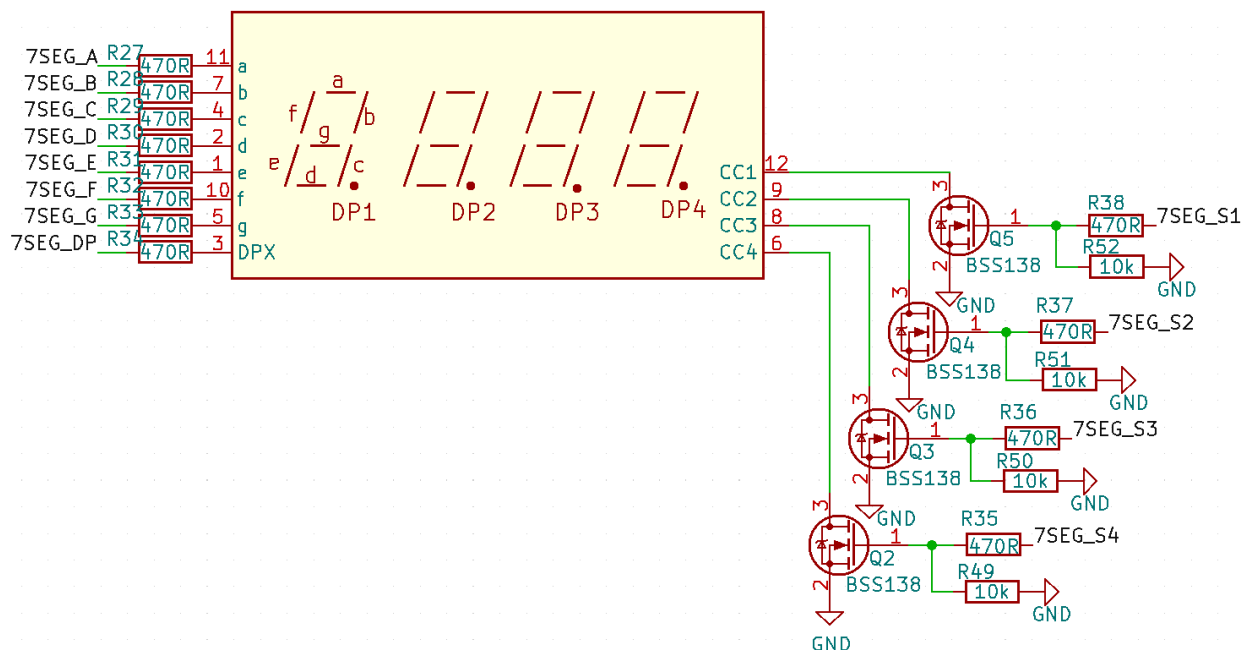 7SEG_A R27 470R 11 a
7SEG_B R28 470R 7 b
7SEG_C R29 470R 4 c
7SEG_D R30 470R 2 d
7SEG_E R31 470R 1 e
7SEG_F R32 470R 10 f
7SEG_G R33 470R 5 g
7SEG_DP R34 470R 3 DPX
a
f b
g
e d c
DP1 DP2 DP3 DP4
CC1 12
CC2 9
CC3 8
CC4 6
3 1 2 Q5 BSS138 GND
R38 470R 7SEG_S1
R52 10k GND
3 1 2 Q4 BSS138 GND
R37 470R 7SEG_S2
R51 10k GND
3 1 2 Q3 BSS138 GND
R36 470R 7SEG_S3
R50 10k GND
3 1 2 Q2 BSS138 GND
R35 470R 7SEG_S4
R49 10k GND